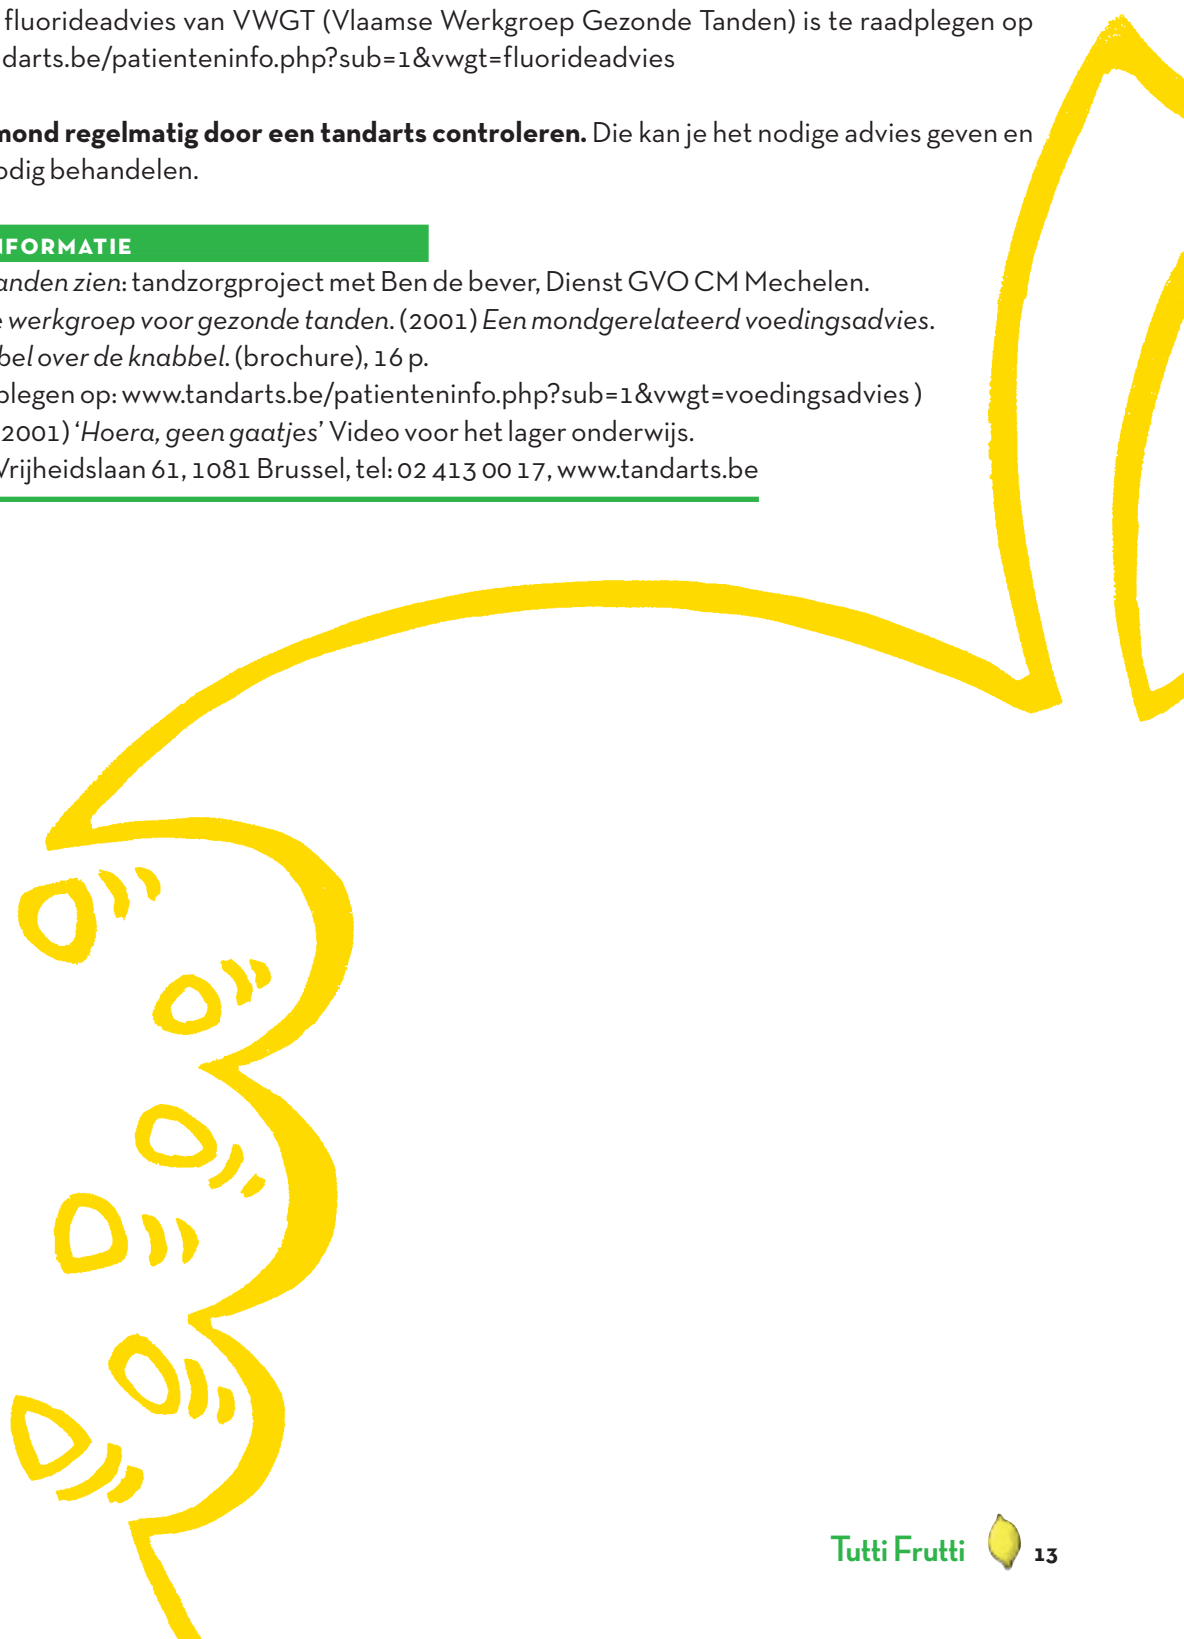 fluorideadvies van VWGT (Vlaamse Werkgroep Gezonde Tanden) is te raadplegen op
darts.be/patienteninfo.php?sub=1&vwgt=fluorideadvies
mond regelmatig door een tandarts controleren. Die kan je het nodige advies geven en
odig behandelen.
NFORMATIE
anden zien: tandzorgproject met Ben de bever, Dienst GVO CM Mechelen.
e werkgroep voor gezonde tanden. (2001) Een mondgerelateerd voedingsadvies.
bel over de knabbel. (brochure), 16 p.
plegen op: www.tandarts.be/patienteninfo.php?sub=1&vwgt=voedingsadvies )
2001) ‘Hoera, geen gaatjes’ Video voor het lager onderwijs.
Vrijheidslaan 61, 1081 Brussel, tel: 02 413 00 17, www.tandarts.be
Tutti Frutti 13